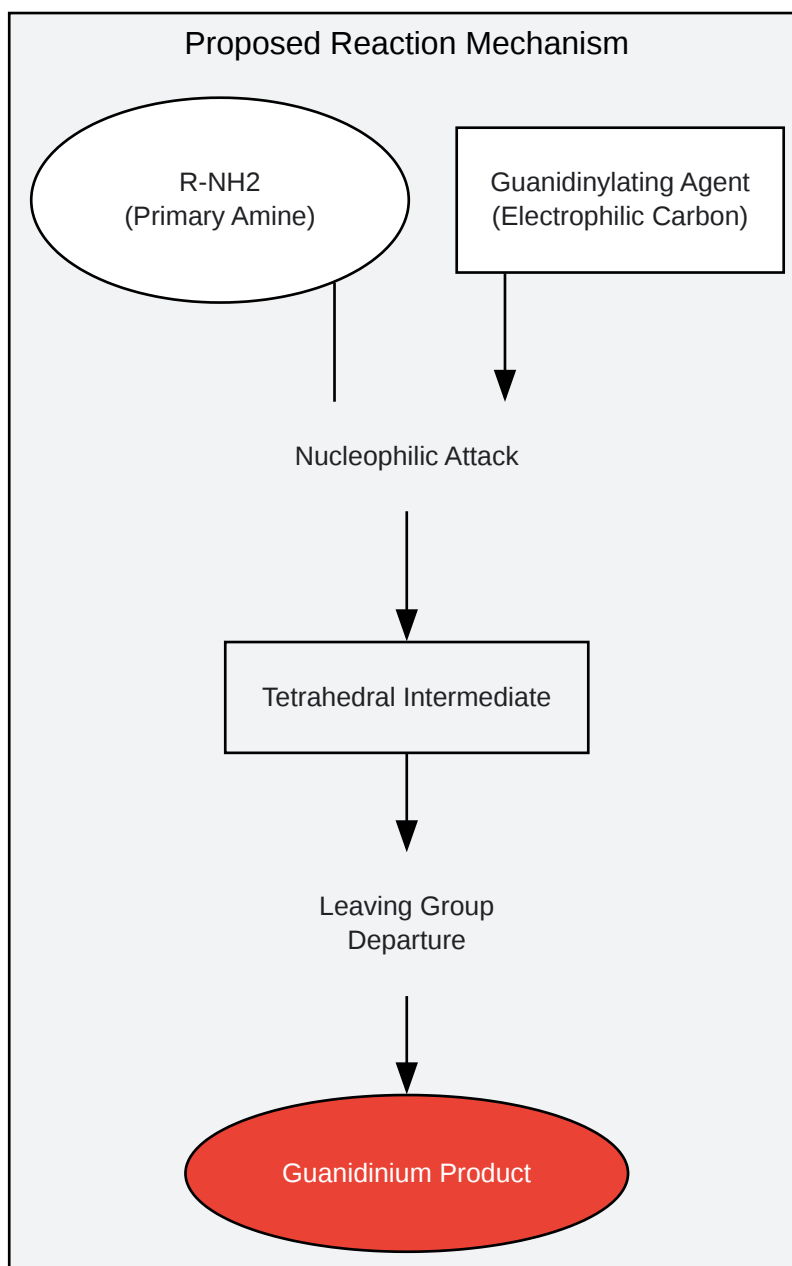 Proposed Reaction Mechanism
R-NH2
(Primary Amine)
Guanidinylating Agent
(Electrophilic Carbon)
Nucleophilic Attack
Tetrahedral Intermediate
Leaving Group
Departure
Guanidinium Product